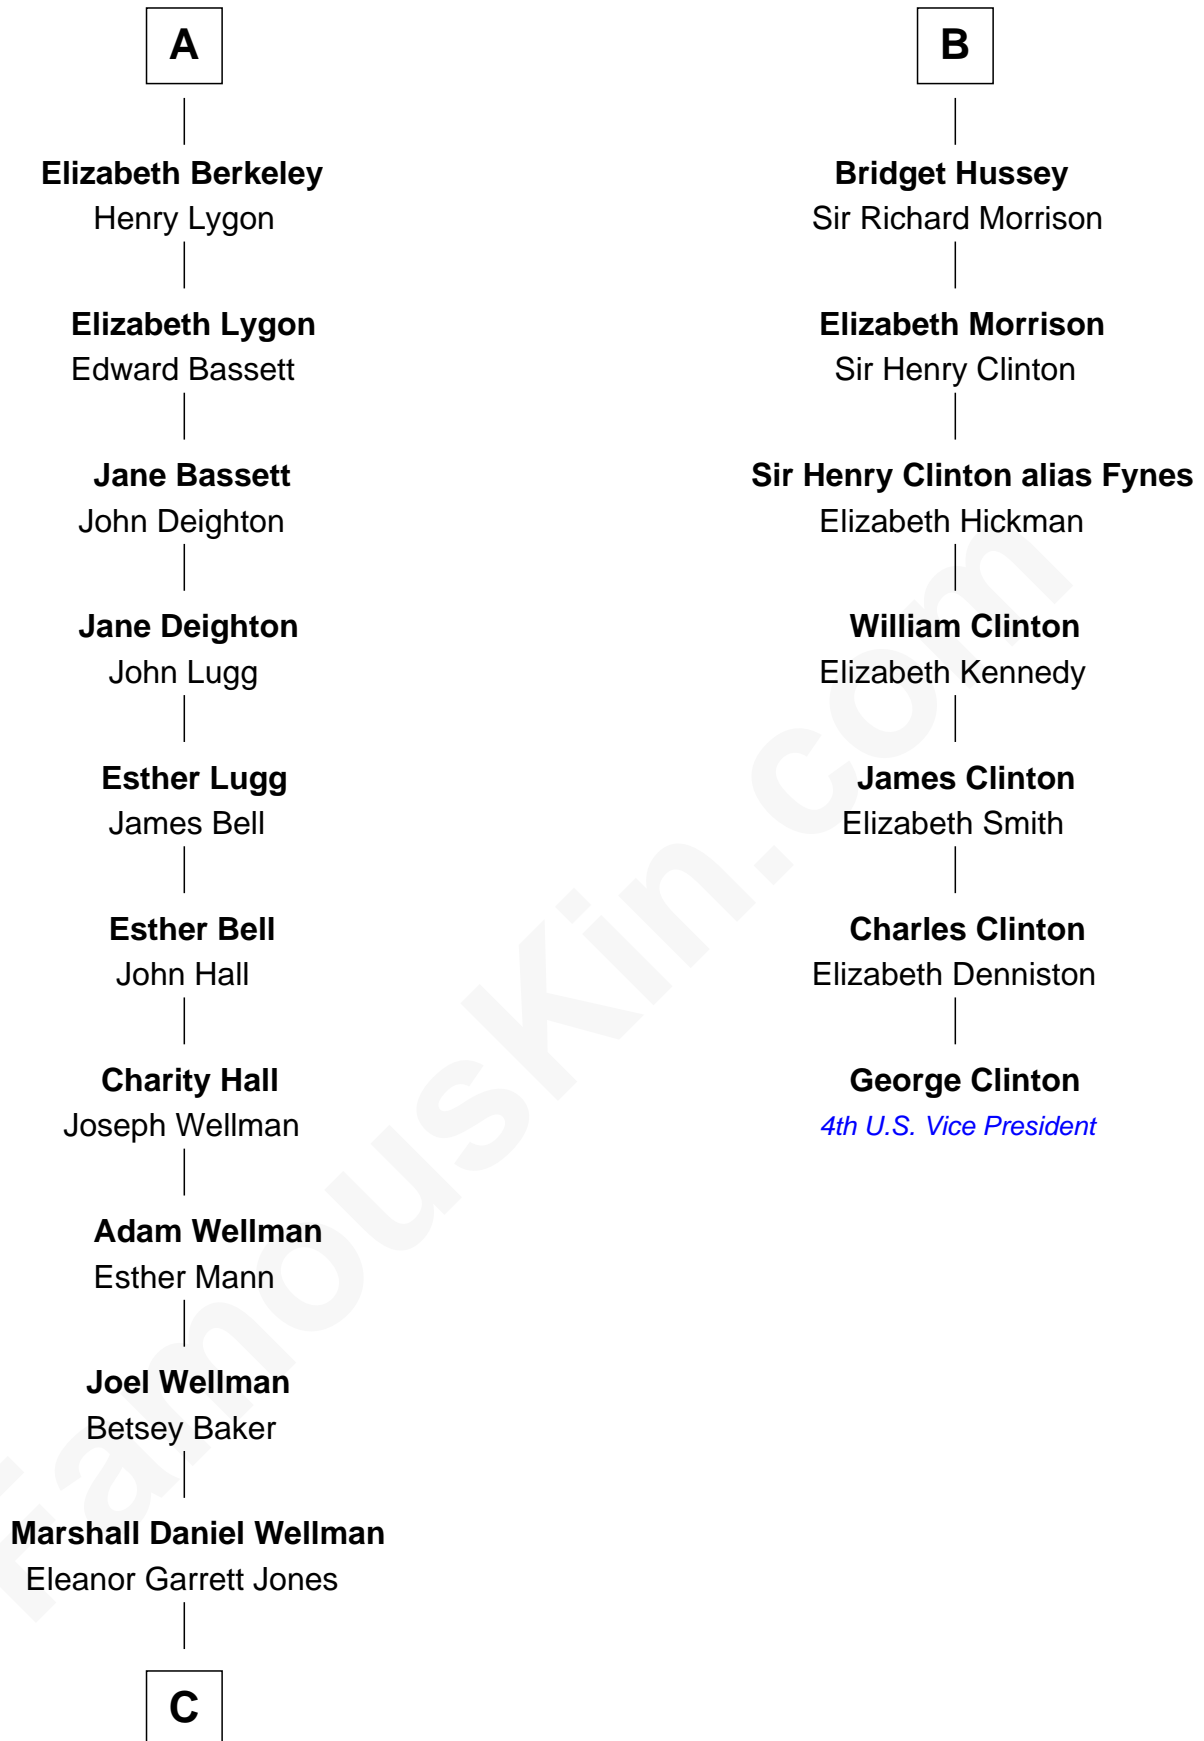 A
Elizabeth Berkeley
Henry Lygon
Elizabeth Lygon
Edward Bassett
Jane Bassett
John Deighton
Jane Deighton
John Lugg
Esther Lugg
James Bell
Esther Bell
John Hall
Charity Hall
Joseph Wellman
Adam Wellman
Esther Mann
Joel Wellman
Betsey Baker
Marshall Daniel Wellman
Eleanor Garrett Jones
C
B
Bridget Hussey
Sir Richard Morrison
Elizabeth Morrison
Sir Henry Clinton
Sir Henry Clinton alias Fynes
Elizabeth Hickman
William Clinton
Elizabeth Kennedy
James Clinton
Elizabeth Smith
Charles Clinton
Elizabeth Denniston
George Clinton
4th U.S. Vice President
FamousKin.com